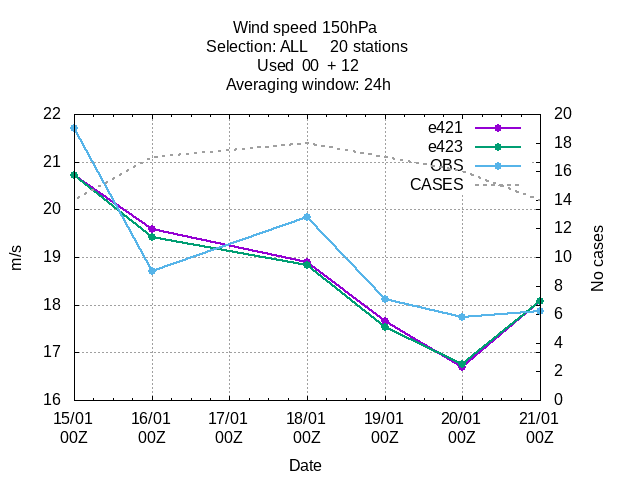 Wind speed 150hPa
Selection: ALL     20 stations
Used  00  + 12
Averaging window: 24h
22
21
20
19
18
17
16
m/s
20
18
16
14
12
10
8
6
4
2
0
No cases
e421
e423
OBS
CASES
15/01 16/01 17/01 18/01 19/01 20/01 21/01
00Z 00Z 00Z 00Z 00Z 00Z 00Z
Date